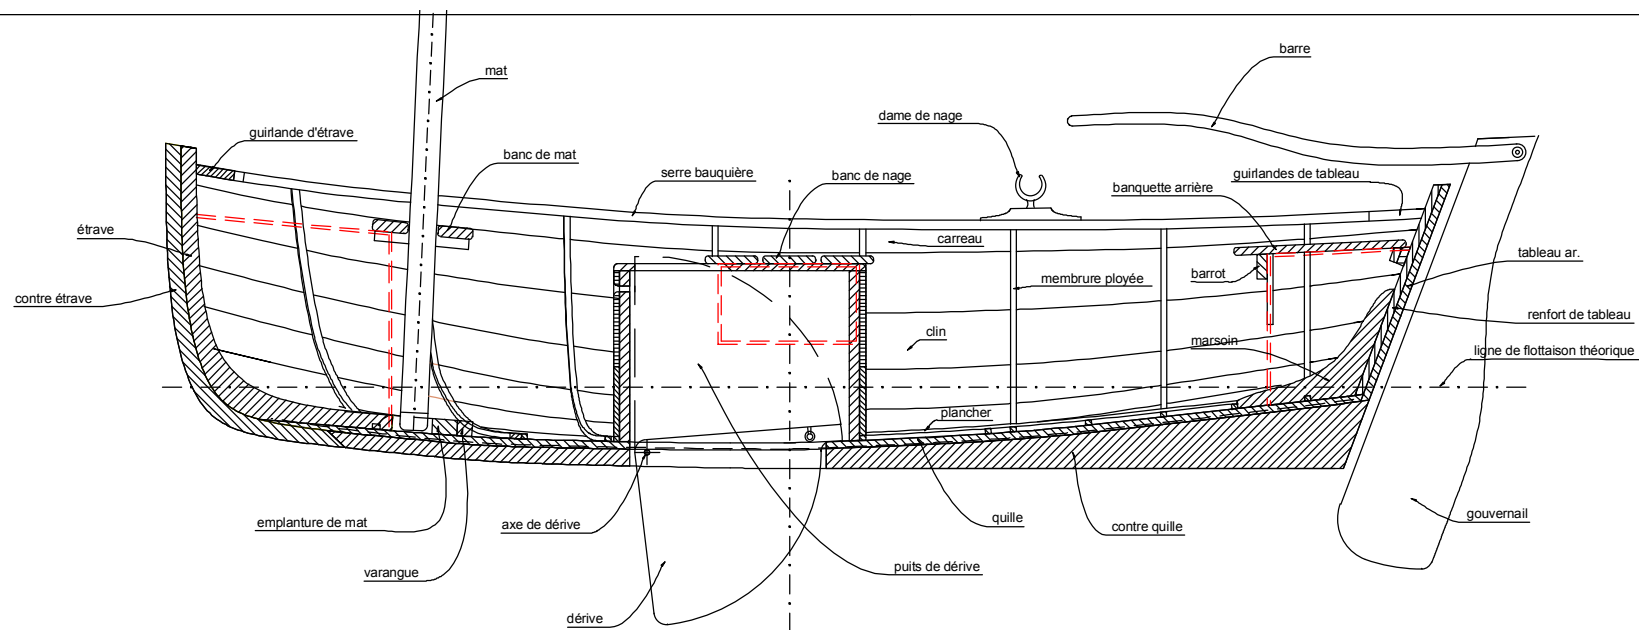 barre
mat
dame de nage
guirlande d'étrave
banc de mat
serre bauquière
banc de nage
guirlandes de tableau
banquette arrière
étrave
carreau
tableau ar.
barrot
membrure ployée
contre étrave
renfort de tableau
clin
marsoin
ligne de flottaison théorique
plancher
emplanture de mat
axe de dérive
quille
contre quille
gouvernail
varangue
puits de dérive
dérive